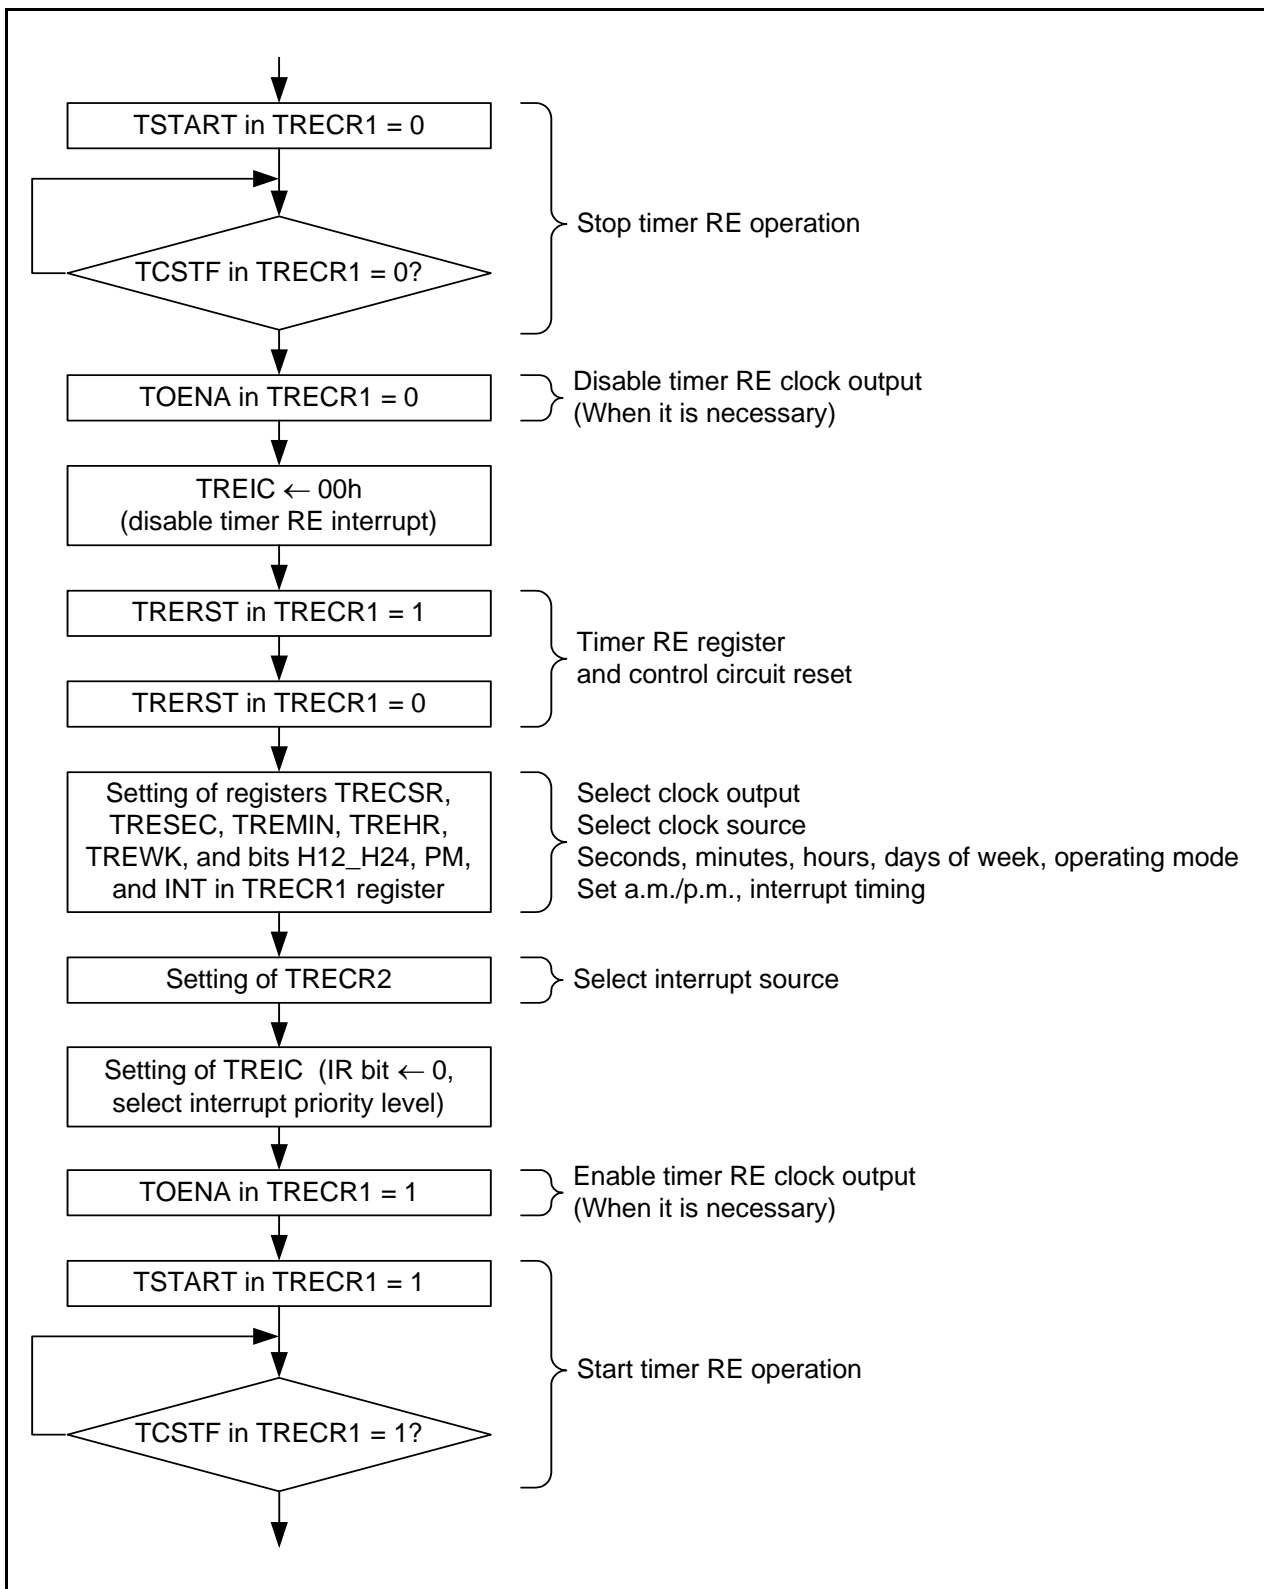 TSTART in TRECR1 = 0
TCSTF in TRECR1 = 0?
Stop timer RE operation
TOENA in TRECR1 = 0
Disable timer RE clock output
(When it is necessary)
TREIC ← 00h
(disable timer RE interrupt)
TRERST in TRECR1 = 1
TRERST in TRECR1 = 0
Timer RE register
and control circuit reset
Setting of registers TRECSR,
TRESEC, TREMIN, TREHR,
TREWK, and bits H12_H24, PM,
and INT in TRECR1 register
Select clock output
Select clock source
Seconds, minutes, hours, days of week, operating mode
Set a.m./p.m., interrupt timing
Setting of TRECR2
Select interrupt source
Setting of TREIC (IR bit ← 0,
select interrupt priority level)
TOENA in TRECR1 = 1
Enable timer RE clock output
(When it is necessary)
TSTART in TRECR1 = 1
TCSTF in TRECR1 = 1?
Start timer RE operation